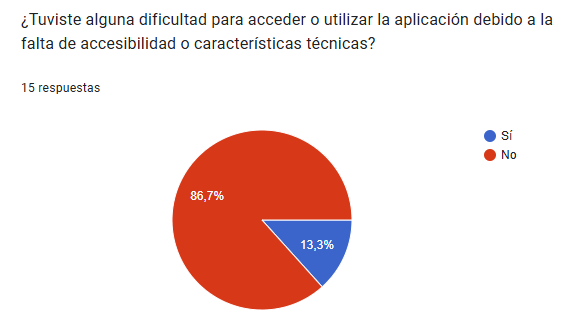 ¿Tuviste alguna dificultad para acceder o utilizar la aplicación debido a la
falta de accesibilidad o características técnicas?
15 respuestas
Sí
No
86,7%
13,3%